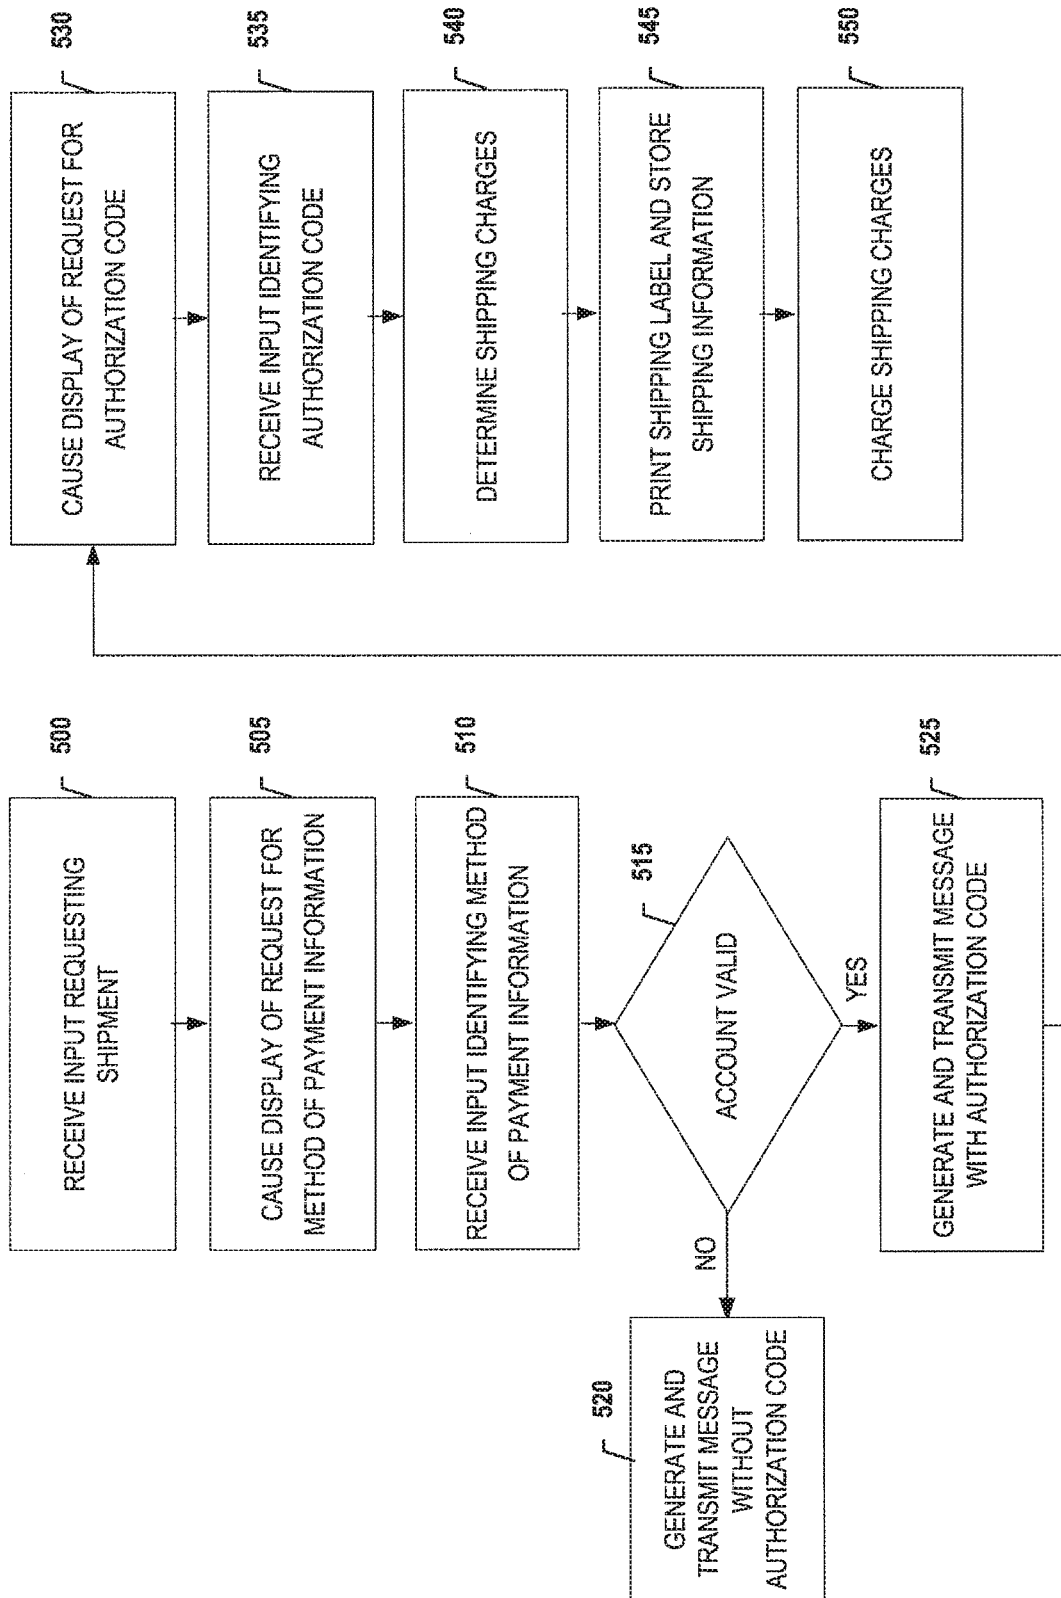 500
RECEIVE INPUT REQUESTING
SHIPMENT
505
CAUSE DISPLAY OF REQUEST FOR
METHOD OF PAYMENT INFORMATION
510
RECEIVE INPUT IDENTIFYING METHOD
OF PAYMENT INFORMATION
515
ACCOUNT VALID
NO
YES
520
GENERATE AND
TRANSMIT MESSAGE
WITHOUT
AUTHORIZATION CODE
525
GENERATE AND TRANSMIT MESSAGE
WITH AUTHORIZATION CODE
530
CAUSE DISPLAY OF REQUEST FOR
AUTHORIZATION CODE
535
RECEIVE INPUT IDENTIFYING
AUTHORIZATION CODE
540
DETERMINE SHIPPING CHARGES
545
PRINT SHIPPING LABEL AND STORE
SHIPPING INFORMATION
550
CHARGE SHIPPING CHARGES